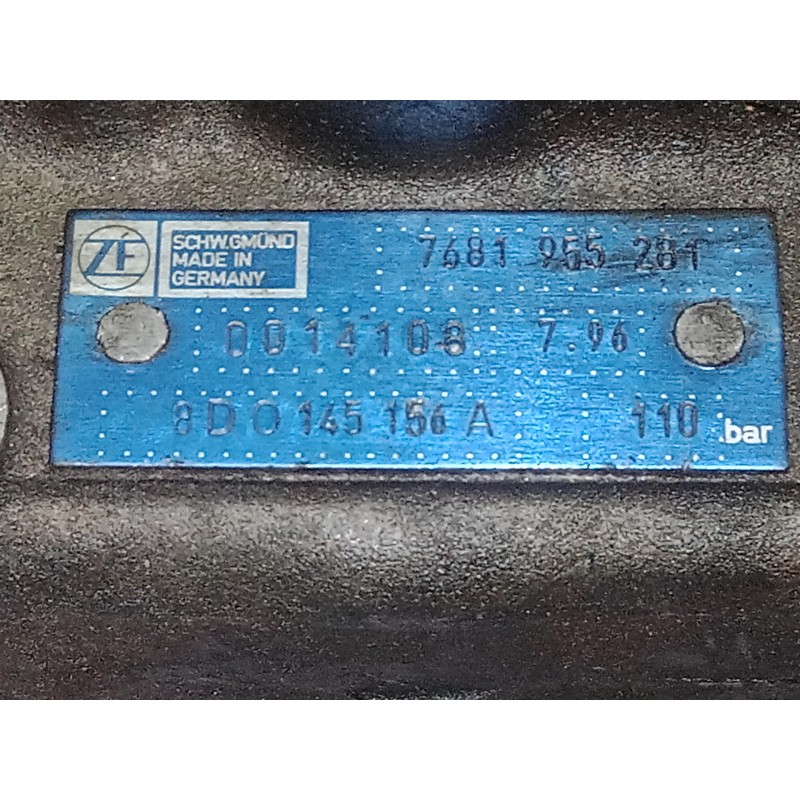 ZF
SCHW.GMÜND
MADE IN
GERMANY
7681 955 281
0014108 7.96
8D0 145 156 A 110 bar